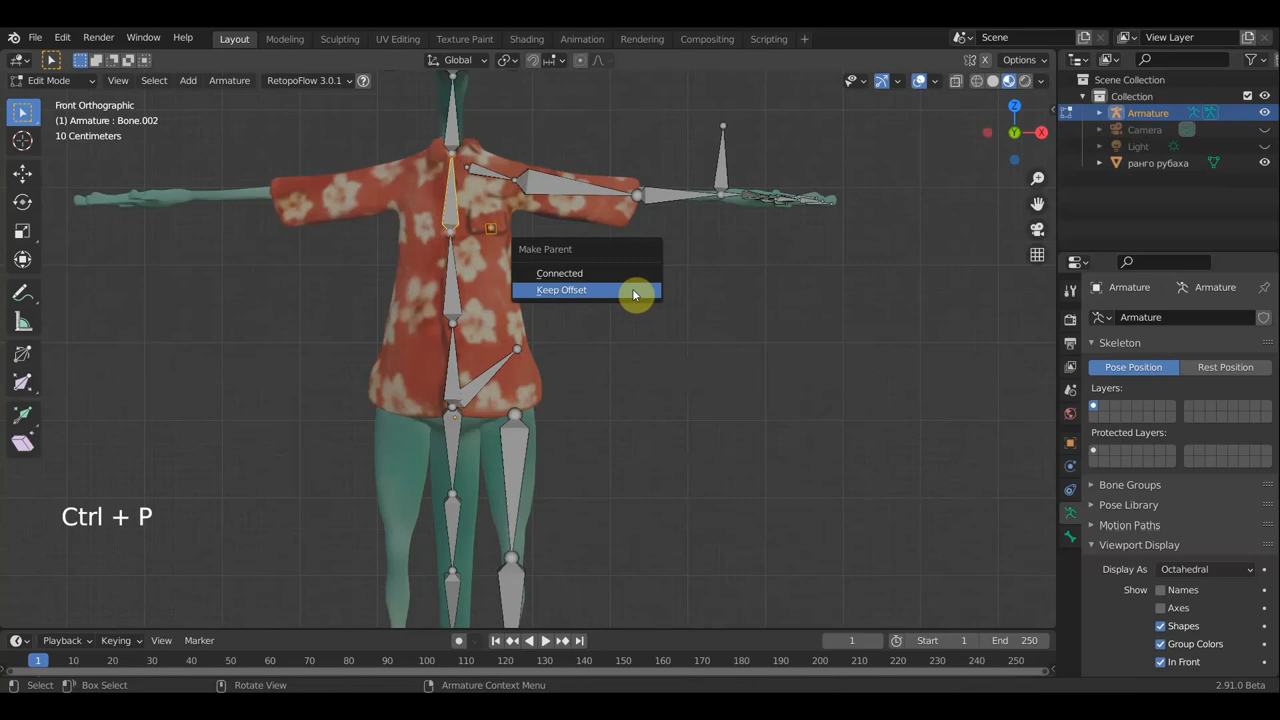 File Edit Render Window Help Layout Modeling Sculpting UV Editing Texture Paint Shading Animation Rendering Compositing Scripting + Scene View Layer
Global X Options
Edit Mode View Select Add Armature RetopoFlow 3.0.1 ?
Front Orthographic
(1) Armature : Bone.002
10 Centimeters
Z
Y
X
Make Parent
Connected
Keep Offset
Ctrl + P
Scene Collection
Collection
Armature
Camera
Light
ранго рубаха
Armature Armature
Armature
Skeleton
Pose Position Rest Position
Layers:
Protected Layers:
Bone Groups
Pose Library
Motion Paths
Viewport Display
Display As Octahedral
Show Names
Axes
Shapes
Group Colors
In Front
Playback Keying View Marker 1 Start 1 End 250
1 10 20 30 40 50 60 70 80 90 100 110 120 130 140 150 160 170 180 190 200 210 220 230 240 250
Select Box Select Rotate View Armature Context Menu 2.91.0 Beta